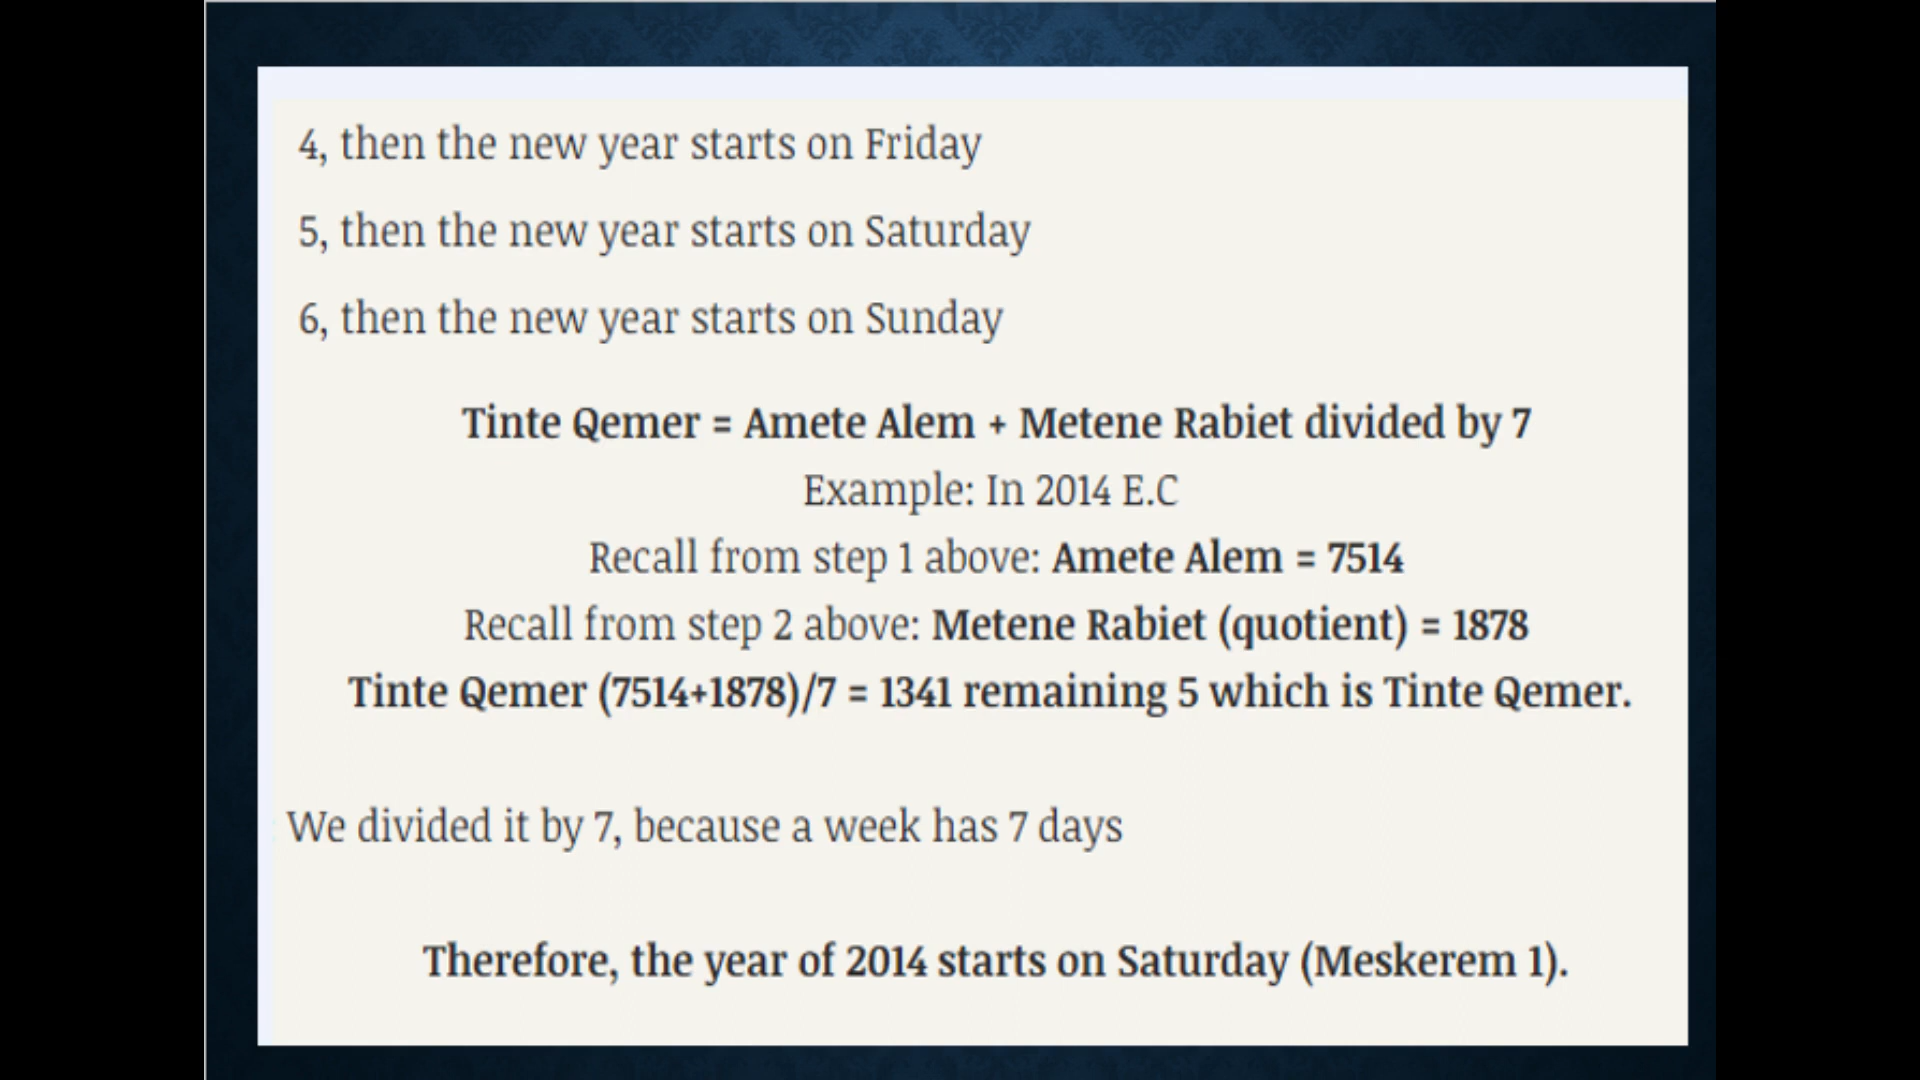 4, then the new year starts on Friday
5, then the new year starts on Saturday
6, then the new year starts on Sunday
Tinte Qemer = Amete Alem + Metene Rabiet divided by 7
Example: In 2014 E.C
Recall from step 1 above: Amete Alem = 7514
Recall from step 2 above: Metene Rabiet (quotient) = 1878
Tinte Qemer (7514+1878)/7 = 1341 remaining 5 which is Tinte Qemer.
We divided it by 7, because a week has 7 days
Therefore, the year of 2014 starts on Saturday (Meskerem 1).